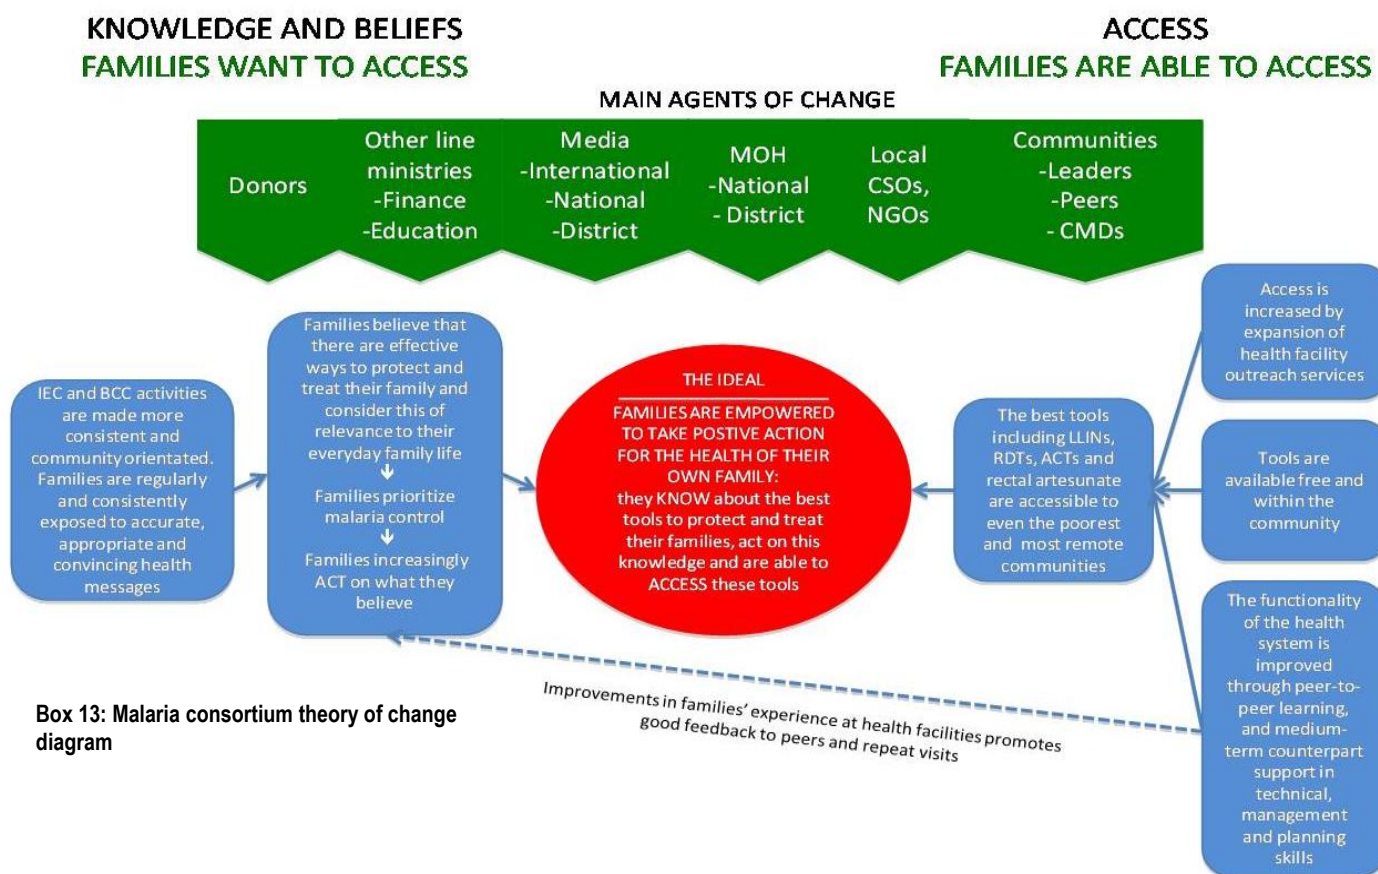 KNOWLEDGE AND BELIEFS
FAMILIES WANT TO ACCESS
ACCESS
FAMILIES ARE ABLE TO ACCESS
MAIN AGENTS OF CHANGE
Donors
Other line
ministries
-Finance
-Education
Media
-International
-National
-District
MOH
-National
- District
Local
CSOs,
NGOs
Communities
-Leaders
-Peers
- CMDs
IEC and BCC activities
are made more
consistent and
community orientated.
Families are regularly
and consistently
exposed to accurate,
appropriate and
convincing health
messages
Families believe that
there are effective
ways to protect and
treat their family and
consider this of
relevance to their
everyday family life
Families prioritize
malaria control
Families increasingly
ACT on what they
believe
THE IDEAL
FAMILIES ARE EMPOWERED
TO TAKE POSTIVE ACTION
FOR THE HEALTH OF THEIR
OWN FAMILY:
they KNOW about the best
tools to protect and treat
their families, act on this
knowledge and are able to
ACCESS these tools
The best tools
including LLINs,
RDTs, ACTs and
rectal artesunate
are accessible to
even the poorest
and most remote
communities
Access is
increased by
expansion of
health facility
outreach services
Tools are
available free and
within the
community
The functionality
of the health
system is
improved
through peer-to-
peer learning,
and medium-
term counterpart
support in
technical,
management
and planning
skills
Improvements in families' experience at health facilities promotes
good feedback to peers and repeat visits
Box 13: Malaria consortium theory of change
diagram